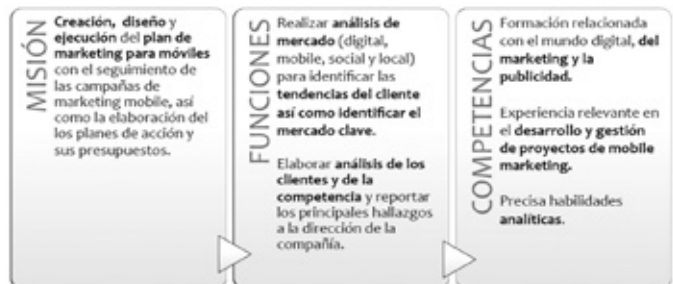 MISIÓN
Creación, diseño y
ejecución del plan de
marketing para móviles
con el seguimiento de
las campañas de
marketing mobile, así
como la elaboración del
los planes de acción y
sus presupuestos.
FUNCIONES
Realizar análisis de
mercado (digital,
mobile, social y local)
para identificar las
tendencias del cliente
así como identificar el
mercado clave.
Elaborar análisis de los
clientes y de la
competencia y reportar
los principales hallazgos
a la dirección de la
compañía.
COMPETENCIAS
Formación relacionada
con el mundo digital, del
marketing y la
publicidad.
Experiencia relevante en
el desarrollo y gestión
de proyectos de mobile
marketing.
Precisa habilidades
analíticas.